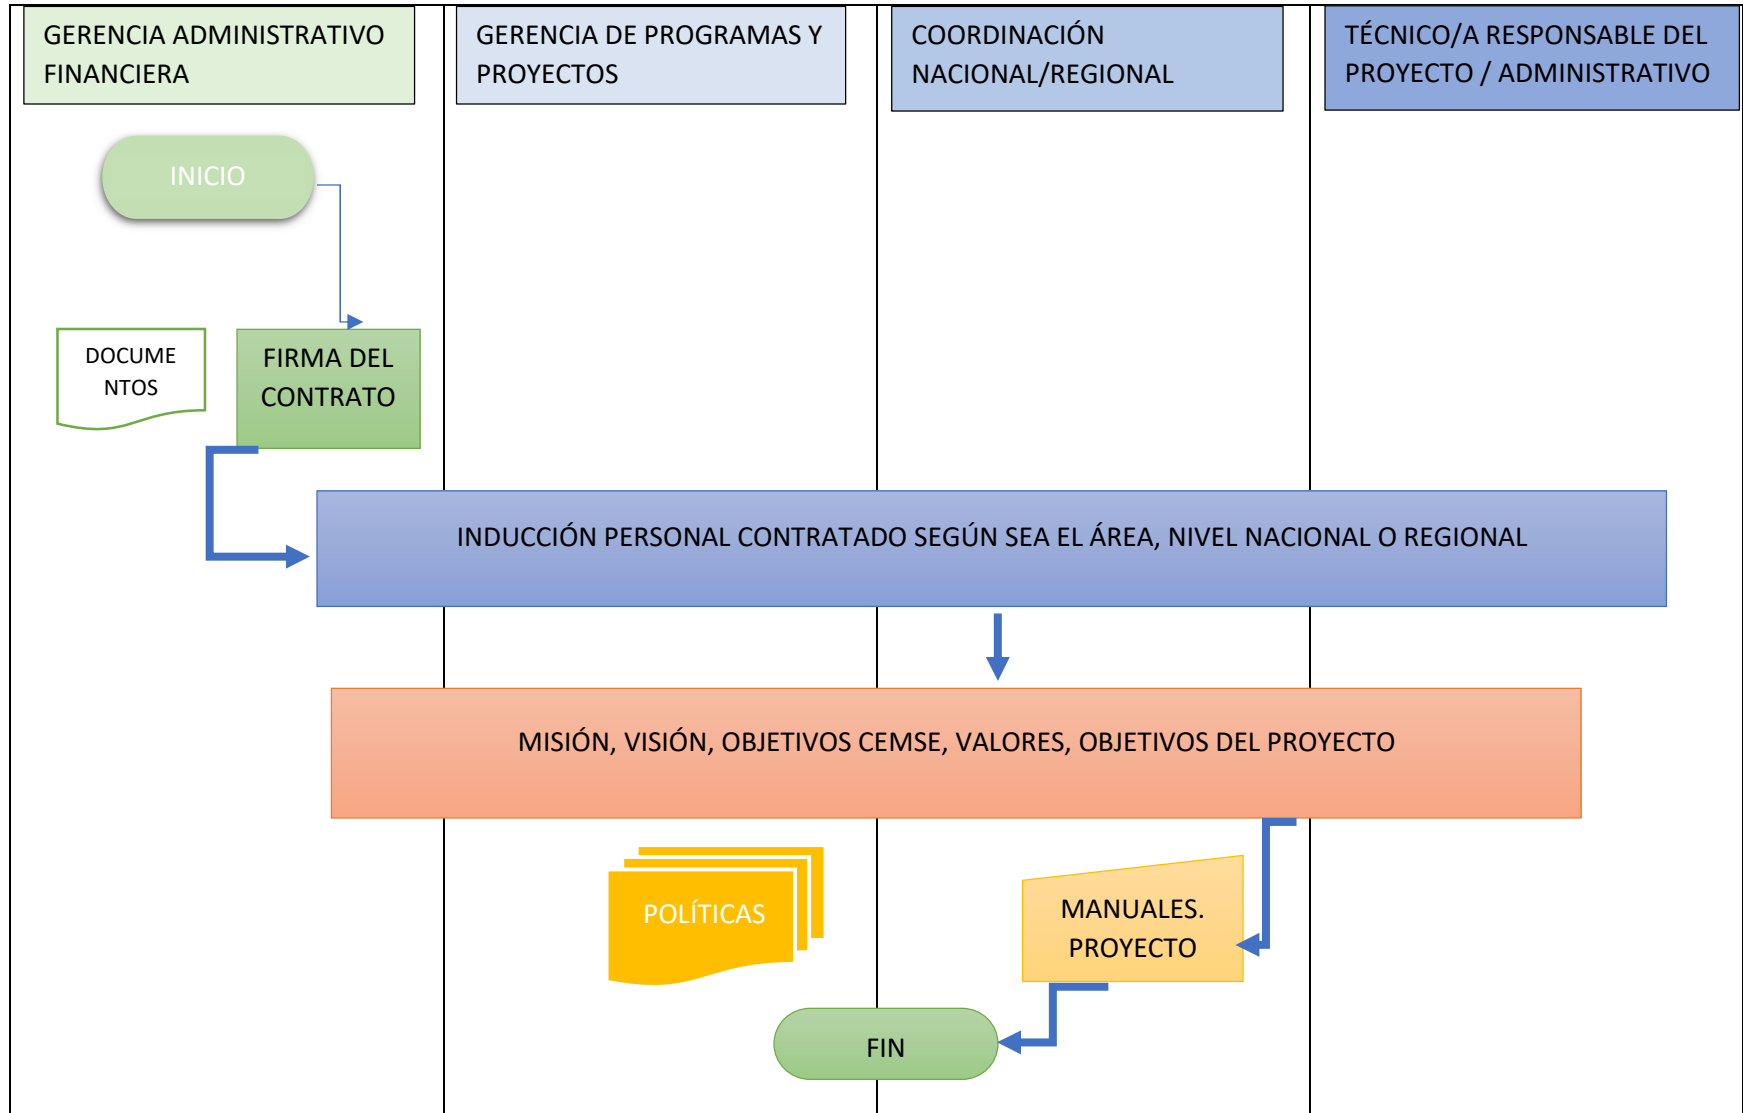 GERENCIA ADMINISTRATIVO
FINANCIERA
GERENCIA DE PROGRAMAS Y
PROYECTOS
COORDINACIÓN
NACIONAL/REGIONAL
TÉCNICO/A RESPONSABLE DEL
PROYECTO / ADMINISTRATIVO
INICIO
DOCUME
NTOS
FIRMA DEL
CONTRATO
INDUCCIÓN PERSONAL CONTRATADO SEGÚN SEA EL ÁREA, NIVEL NACIONAL O REGIONAL
MISIÓN, VISIÓN, OBJETIVOS CEMSE, VALORES, OBJETIVOS DEL PROYECTO
POLÍTICAS
MANUALES.
PROYECTO
FIN